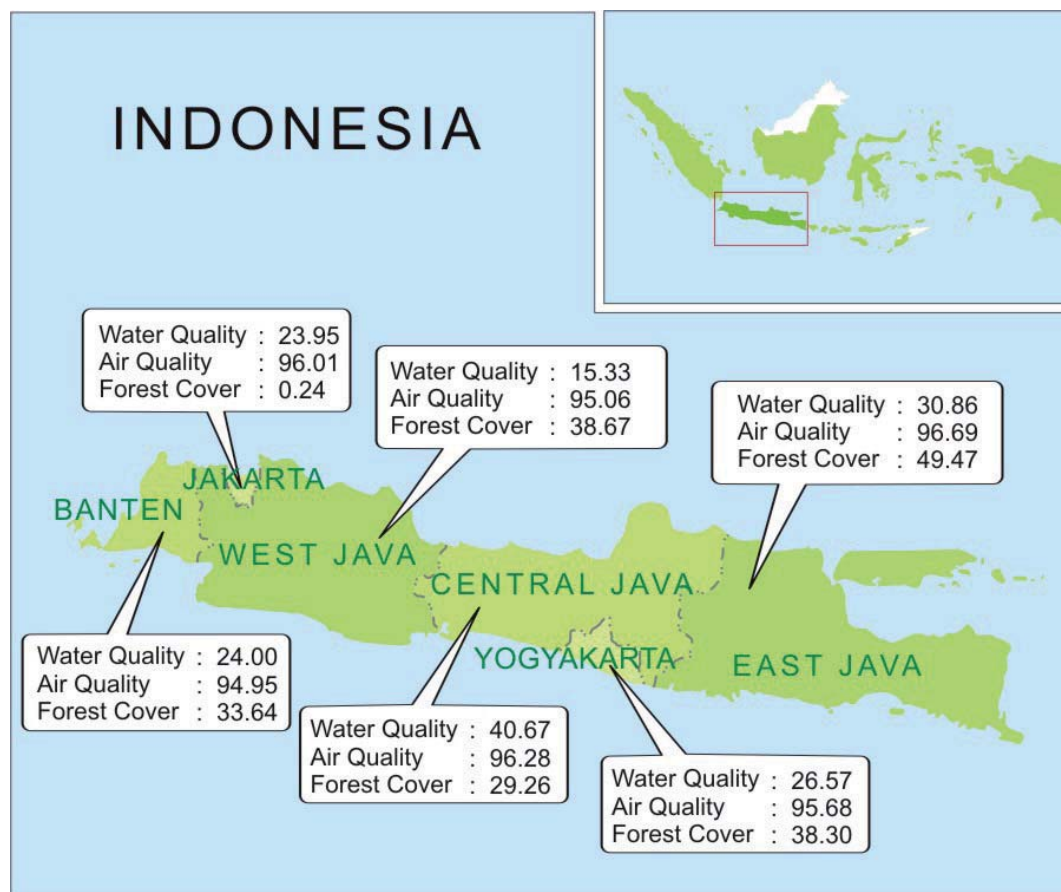 INDONESIA
Water Quality : 23.95
Air Quality : 96.01
Forest Cover : 0.24
Water Quality : 15.33
Air Quality : 95.06
Forest Cover : 38.67
Water Quality : 30.86
Air Quality : 96.69
Forest Cover : 49.47
JAKARTA
BANTEN
WEST JAVA
CENTRAL JAVA
YOGYAKARTA
EAST JAVA
Water Quality : 24.00
Air Quality : 94.95
Forest Cover : 33.64
Water Quality : 40.67
Air Quality : 96.28
Forest Cover : 29.26
Water Quality : 26.57
Air Quality : 95.68
Forest Cover : 38.30